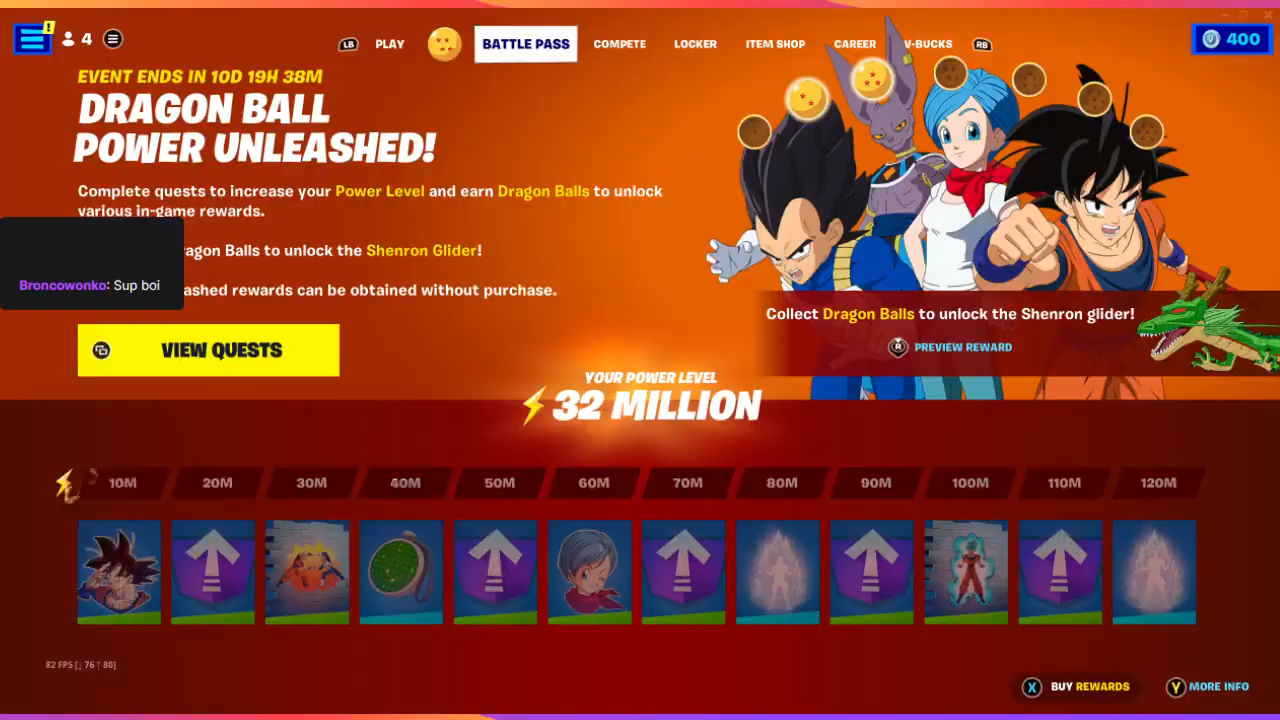 !
4
LB PLAY BATTLE PASS COMPETE LOCKER ITEM SHOP CAREER V-BUCKS RB
400
EVENT ENDS IN 10D 19H 38M
DRAGON BALL
POWER UNLEASHED!
Complete quests to increase your Power Level and earn Dragon Balls to unlock
various in-game rewards.
agon Balls to unlock the Shenron Glider!
Broncowonko: Sup boi
ashed rewards can be obtained without purchase.
VIEW QUESTS
Collect Dragon Balls to unlock the Shenron glider!
R PREVIEW REWARD
YOUR POWER LEVEL
32 MILLION
10M 20M 30M 40M 50M 60M 70M 80M 90M 100M 110M 120M
82 FPS [↓ 76 ↑ 80]
X BUY REWARDS Y MORE INFO